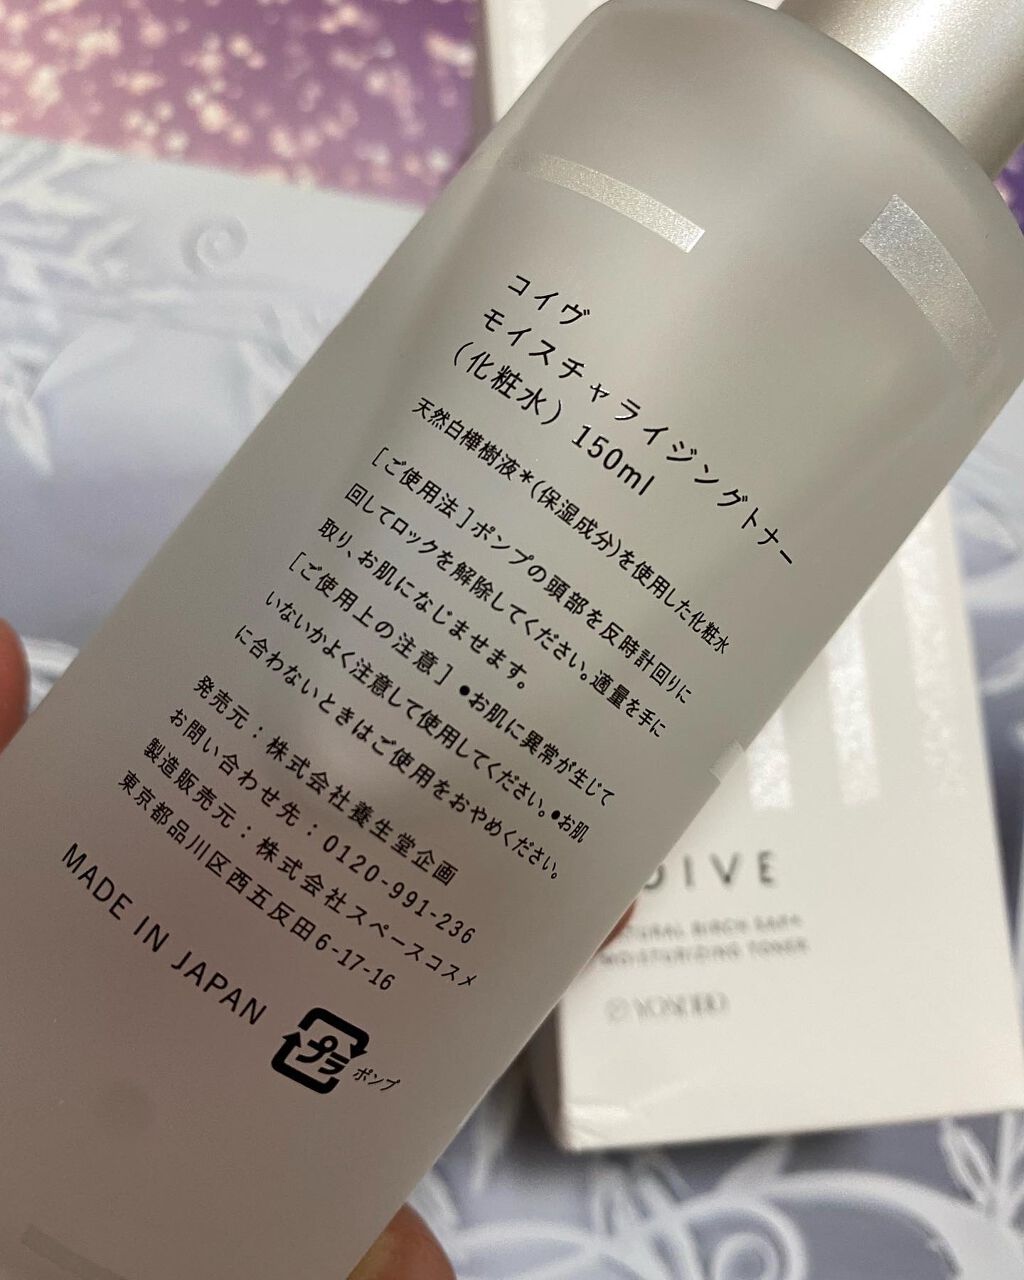 コイヴ
モイスチャライジングトナー
（化粧水）150ml
天然白樺樹液＊(保湿成分)を使用した化粧水
［ご使用法］ポンプの頭部を反時計回りに
回してロックを解除してください。適量を手に
取り、お肌になじませます。
［ご使用上の注意］●お肌に異常が生じて
いないかよく注意して使用してください。●お肌
に合わないときはご使用をおやめください。
発売元：株式会社養生堂企画
お問い合わせ先：0120-991-236
製造販売元：株式会社スペースコスメ
東京都品川区西五反田6-17-16
MADE IN JAPAN
プラ
ポンプ
OIVE
BIRCH SAP
MOISTURIZING TONER